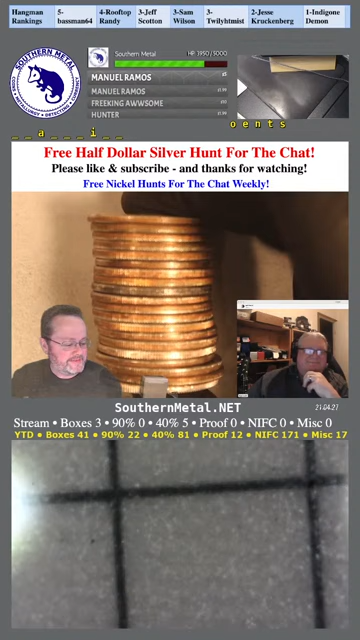 Hangman Rankings
5-bassman64
4-Rooftop Randy
3-Jeff Scotton
3-Sam Wilson
3-Twilyhtmist
2-Jesse Kruckenberg
1-Indigone Demon
SOUTHERN METAL
Southern Metal
HP: 3950 / 5000
MANUEL RAMOS
MANUEL RAMOS
FREEKING AWWSOME
HUNTER
_ _ a _ _ _ i _
o e n t s
Free Half Dollar Silver Hunt For The Chat!
Please like & subscribe - and thanks for watching!
Free Nickel Hunts For The Chat Weekly!
SouthernMetal.NET
21:04:27
Stream • Boxes 3 • 90% 0 • 40% 5 • Proof 0 • NIFC 0 • Misc 0
YTD • Boxes 41 • 90% 22 • 40% 81 • Proof 12 • NIFC 171 • Misc 17